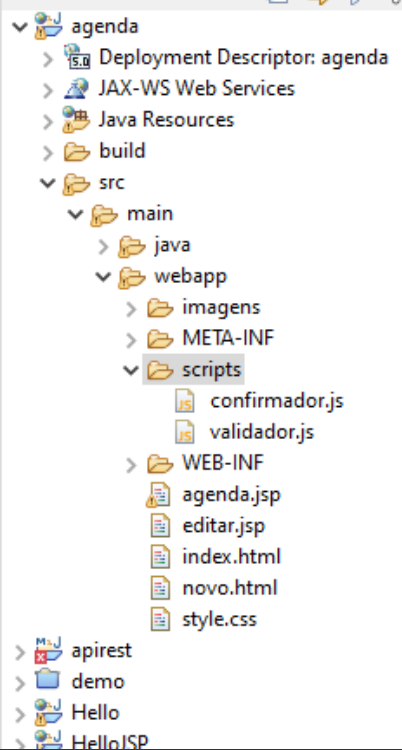 agenda
Deployment Descriptor: agenda
JAX-WS Web Services
Java Resources
build
src
main
java
webapp
imagens
META-INF
scripts
confirmador.js
validador.js
WEB-INF
agenda.jsp
editar.jsp
index.html
novo.html
style.css
apirest
demo
Hello
HelloJSP